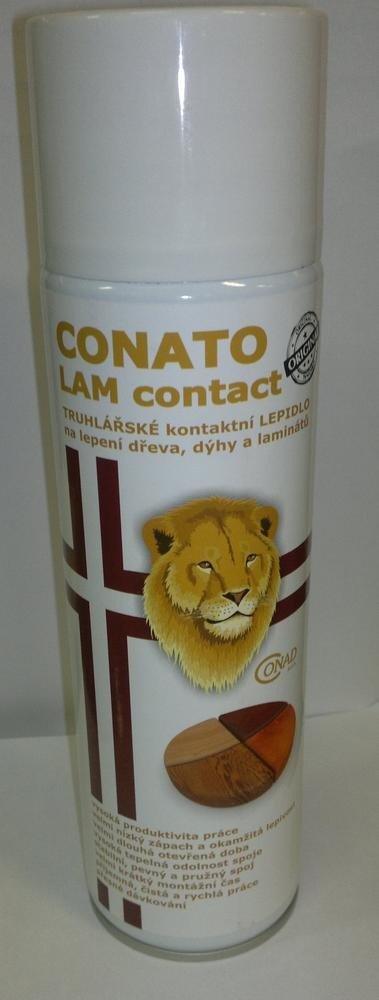 CONATO
LAM contact
ORIGINAL
TRUHLÁŘSKÉ kontaktní LEPIDLO
na lepení dřeva, dýhy a laminátů
CONAD
vysoká produktivita práce
velmi nízký zápach a okamžitá lepivost
velmi dlouhá otevřená doba
vysoká tepelná odolnost spoje
stabilní, pevný a pružný spoj
velmi krátký montážní čas
příjemná, čistá a rychlá práce
přesné dávkování